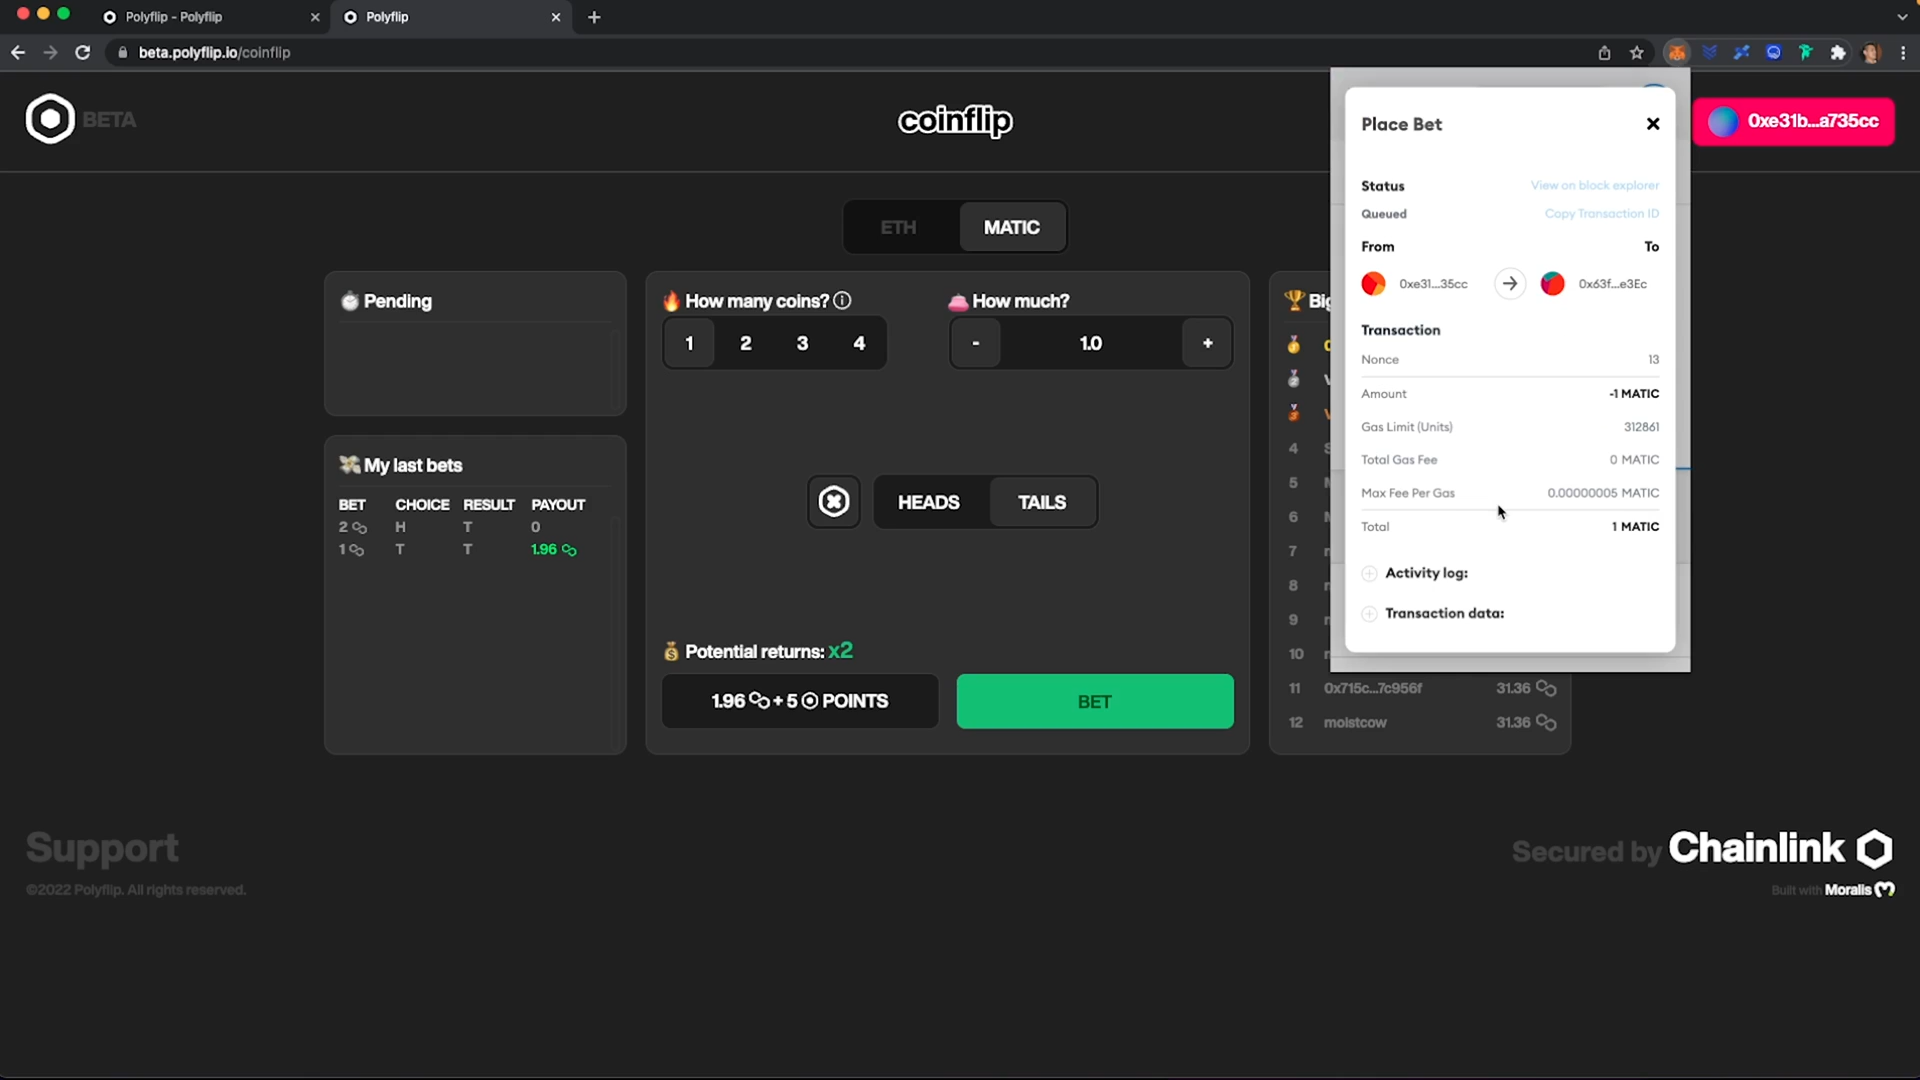 Polyflip - Polyflip
Polyflip
beta.polyflip.io/coinflip
BETA
coinflip
0xe31b...a735cc
ETH
MATIC
Pending
My last bets
BET CHOICE RESULT PAYOUT
2 H T 0
1 T T 1.96
How many coins?
1 2 3 4
How much?
- 1.0 +
HEADS
TAILS
Potential returns: x2
1.96 + 5 POINTS
BET
4
5
6
7
8
9
10
11 0x715c...7c956f 31.36
12 molstcow 31.36
Place Bet
Status
View on block explorer
Queued
Copy Transaction ID
From
To
0xe31...35cc
0x63f...e3Ec
Transaction
Nonce 13
Amount -1 MATIC
Gas Limit (Units) 312861
Total Gas Fee 0 MATIC
Max Fee Per Gas 0.00000005 MATIC
Total 1 MATIC
Activity log:
Transaction data:
Support
©2022 Polyflip. All rights reserved.
Secured by Chainlink
Built with Moralis